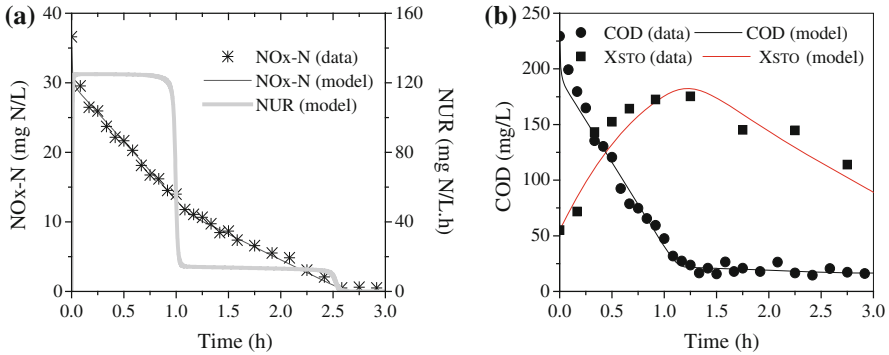 (a)
NOx-N (data)
NOx-N (model)
NUR (model)
NOx-N (mg N/L)
40
30
20
10
0
NUR (mg N/L.h)
160
120
80
40
0
0.0 0.5 1.0 1.5 2.0 2.5 3.0
Time (h)
(b)
COD (data) COD (model)
XSTO (data) XSTO (model)
COD (mg/L)
250
200
150
100
50
0
0.0 0.5 1.0 1.5 2.0 2.5 3.0
Time (h)